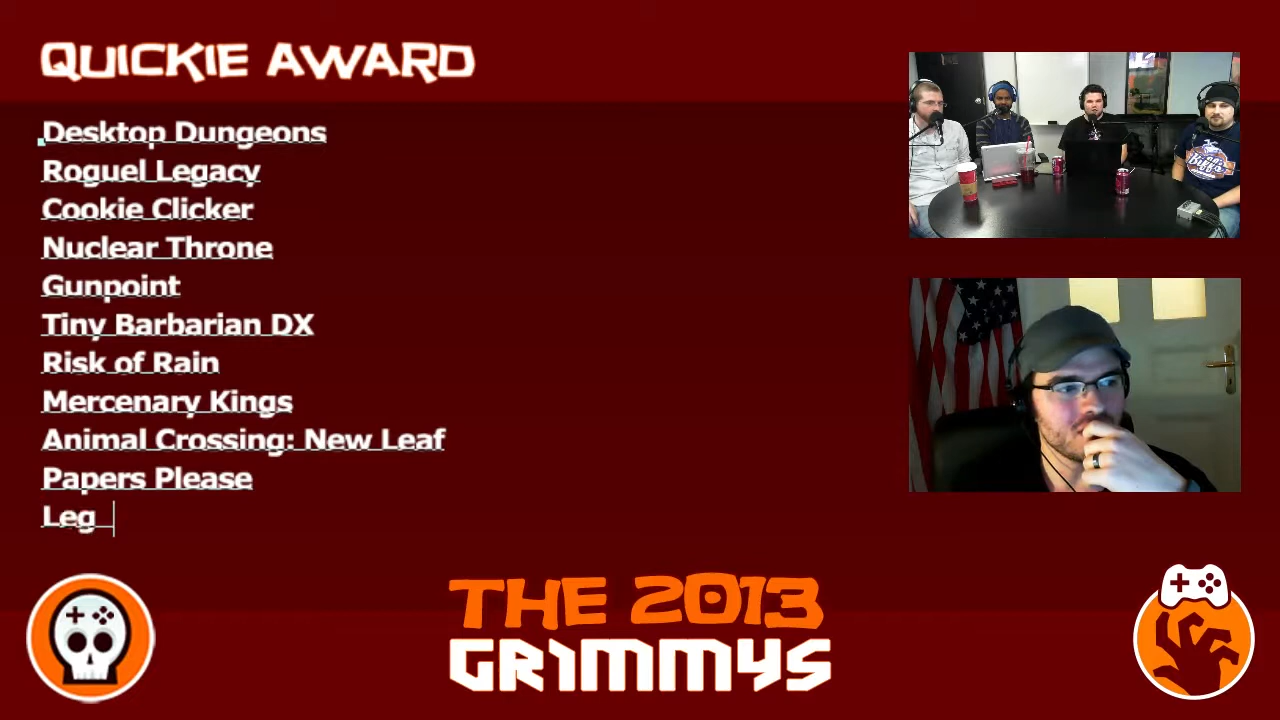 QUICKIE AWARD
Desktop Dungeons
Roguel Legacy
Cookie Clicker
Nuclear Throne
Gunpoint
Tiny Barbarian DX
Risk of Rain
Mercenary Kings
Animal Crossing: New Leaf
Papers Please
Leg
THE 2013
GR1MM4S